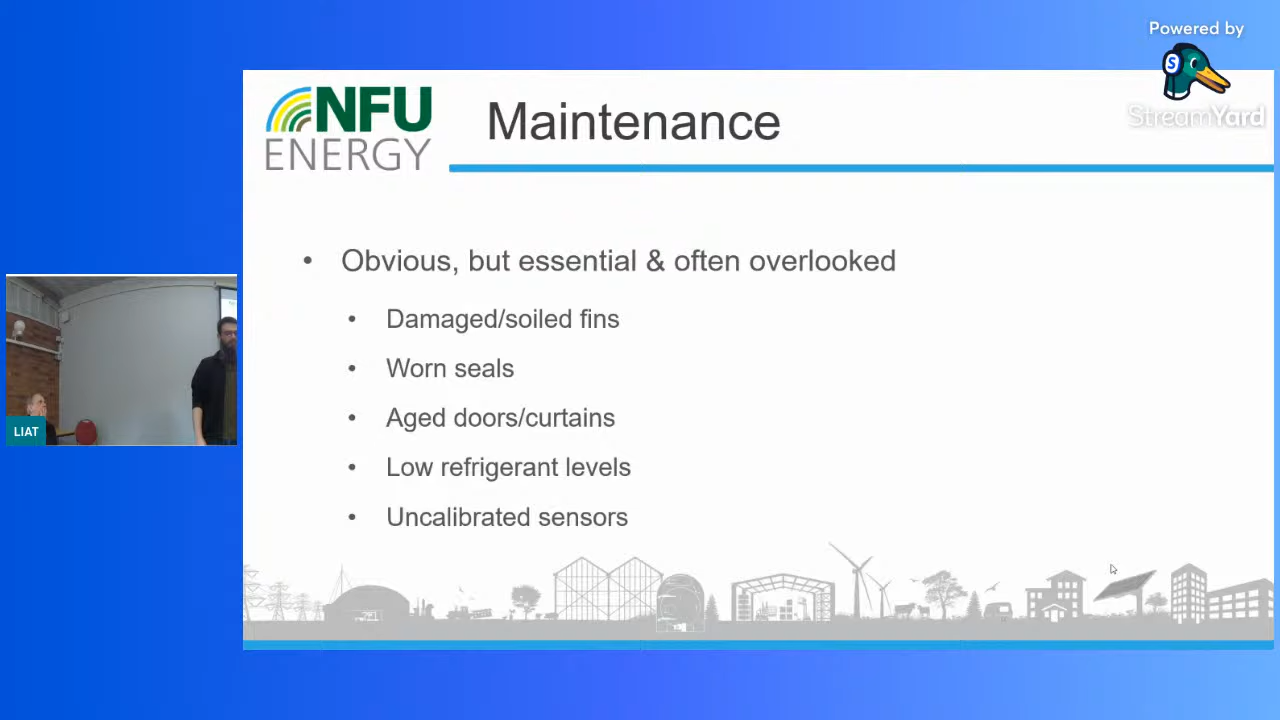 Powered by
StreamYard
NFU
ENERGY
Maintenance
• Obvious, but essential & often overlooked
• Damaged/soiled fins
• Worn seals
• Aged doors/curtains
• Low refrigerant levels
• Uncalibrated sensors
LIAT